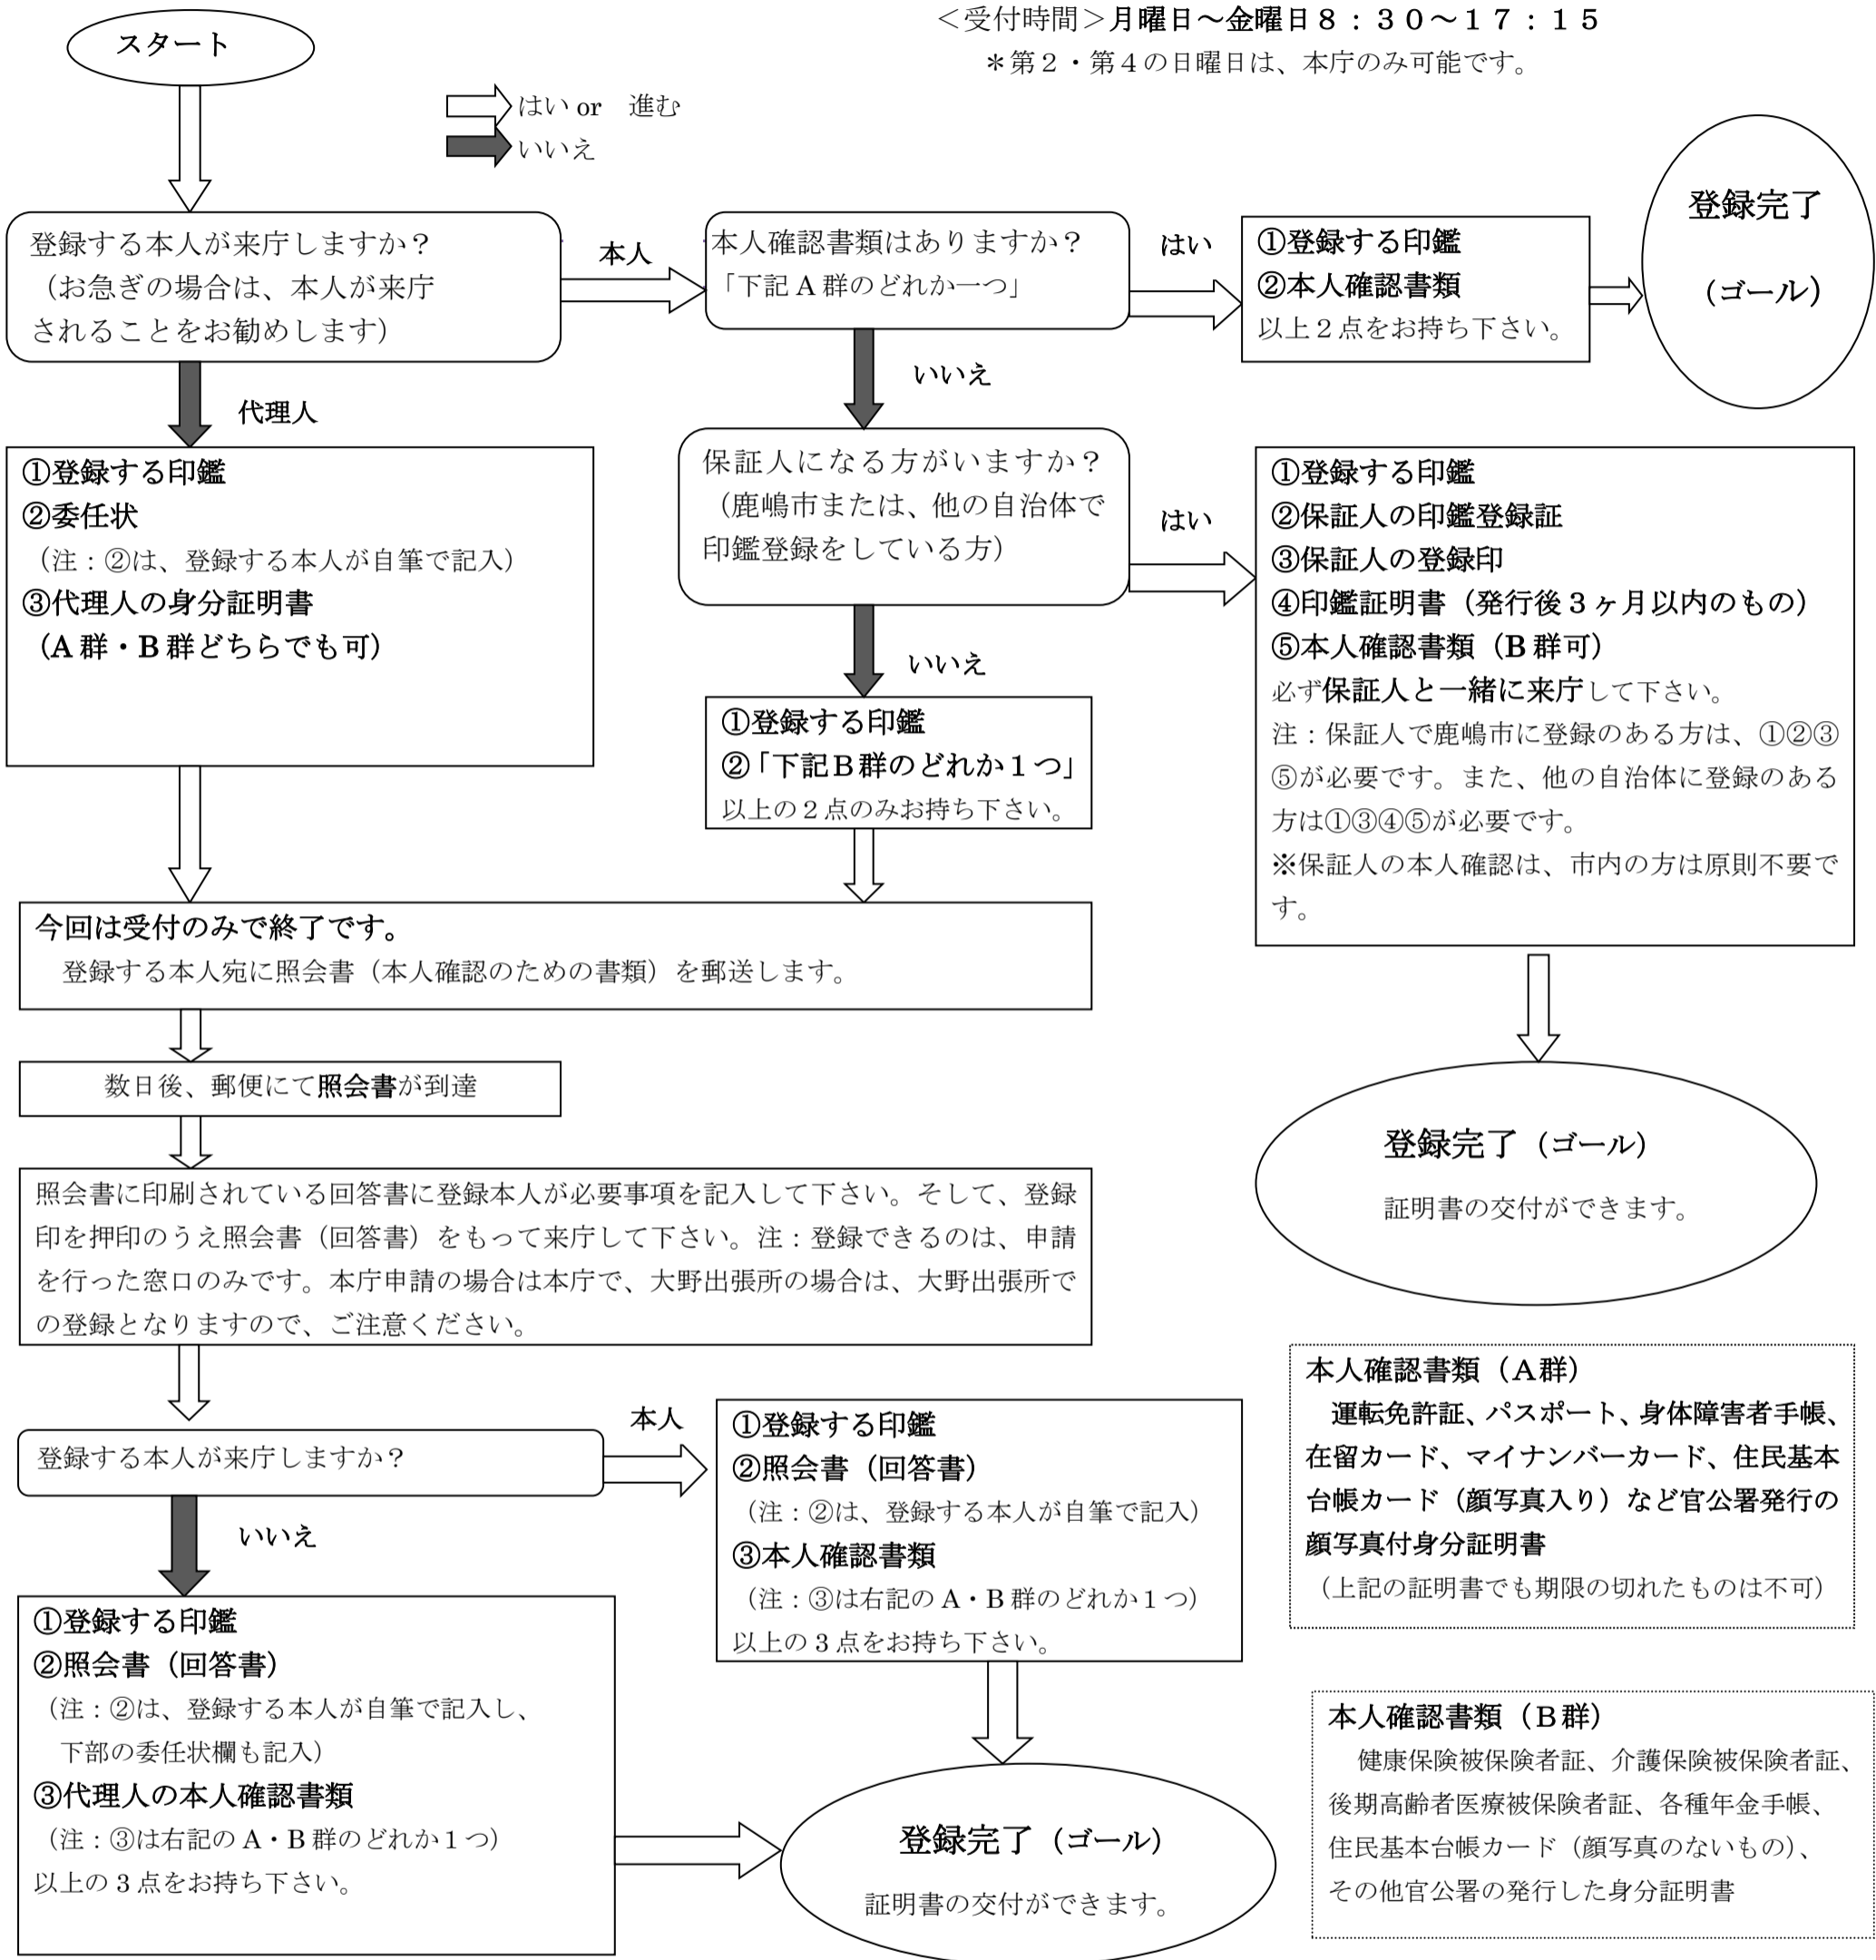 ＜受付時間＞月曜日～金曜日８：３０～１７：１５
＊第２・第４の日曜日は、本庁のみ可能です。
スタート
はい or　進む
いいえ
登録する本人が来庁しますか？
（お急ぎの場合は、本人が来庁
されることをお勧めします）
本人
本人確認書類はありますか？
「下記 A 群のどれか一つ」
はい
①登録する印鑑
②本人確認書類
以上２点をお持ち下さい。
登録完了
（ゴール）
代理人
いいえ
①登録する印鑑
②委任状
（注：②は、登録する本人が自筆で記入）
③代理人の身分証明書
（A 群・B 群どちらでも可）
保証人になる方がいますか？
（鹿嶋市または、他の自治体で
印鑑登録をしている方）
はい
①登録する印鑑
②保証人の印鑑登録証
③保証人の登録印
④印鑑証明書（発行後３ヶ月以内のもの）
⑤本人確認書類（B 群可）
必ず保証人と一緒に来庁して下さい。
注：保証人で鹿嶋市に登録のある方は、①②③
⑤が必要です。また、他の自治体に登録のある
方は①③④⑤が必要です。
※保証人の本人確認は、市内の方は原則不要で
す。
いいえ
①登録する印鑑
②「下記Ｂ群のどれか１つ」
以上の２点のみお持ち下さい。
今回は受付のみで終了です。
登録する本人宛に照会書（本人確認のための書類）を郵送します。
数日後、郵便にて照会書が到達
登録完了（ゴール）
証明書の交付ができます。
照会書に印刷されている回答書に登録本人が必要事項を記入して下さい。そして、登録
印を押印のうえ照会書（回答書）をもって来庁して下さい。注：登録できるのは、申請
を行った窓口のみです。本庁申請の場合は本庁で、大野出張所の場合は、大野出張所で
の登録となりますので、ご注意ください。
登録する本人が来庁しますか？
本人
①登録する印鑑
②照会書（回答書）
（注：②は、登録する本人が自筆で記入）
③本人確認書類
（注：③は右記の A・B 群のどれか１つ）
以上の３点をお持ち下さい。
いいえ
①登録する印鑑
②照会書（回答書）
（注：②は、登録する本人が自筆で記入し、
下部の委任状欄も記入）
③代理人の本人確認書類
（注：③は右記の A・B 群のどれか１つ）
以上の３点をお持ち下さい。
登録完了（ゴール）
証明書の交付ができます。
本人確認書類（Ａ群）
運転免許証、パスポート、身体障害者手帳、
在留カード、マイナンバーカード、住民基本
台帳カード（顔写真入り）など官公署発行の
顔写真付身分証明書
（上記の証明書でも期限の切れたものは不可）
本人確認書類（Ｂ群）
健康保険被保険者証、介護保険被保険者証、
後期高齢者医療被保険者証、各種年金手帳、
住民基本台帳カード（顔写真のないもの）、
その他官公署の発行した身分証明書